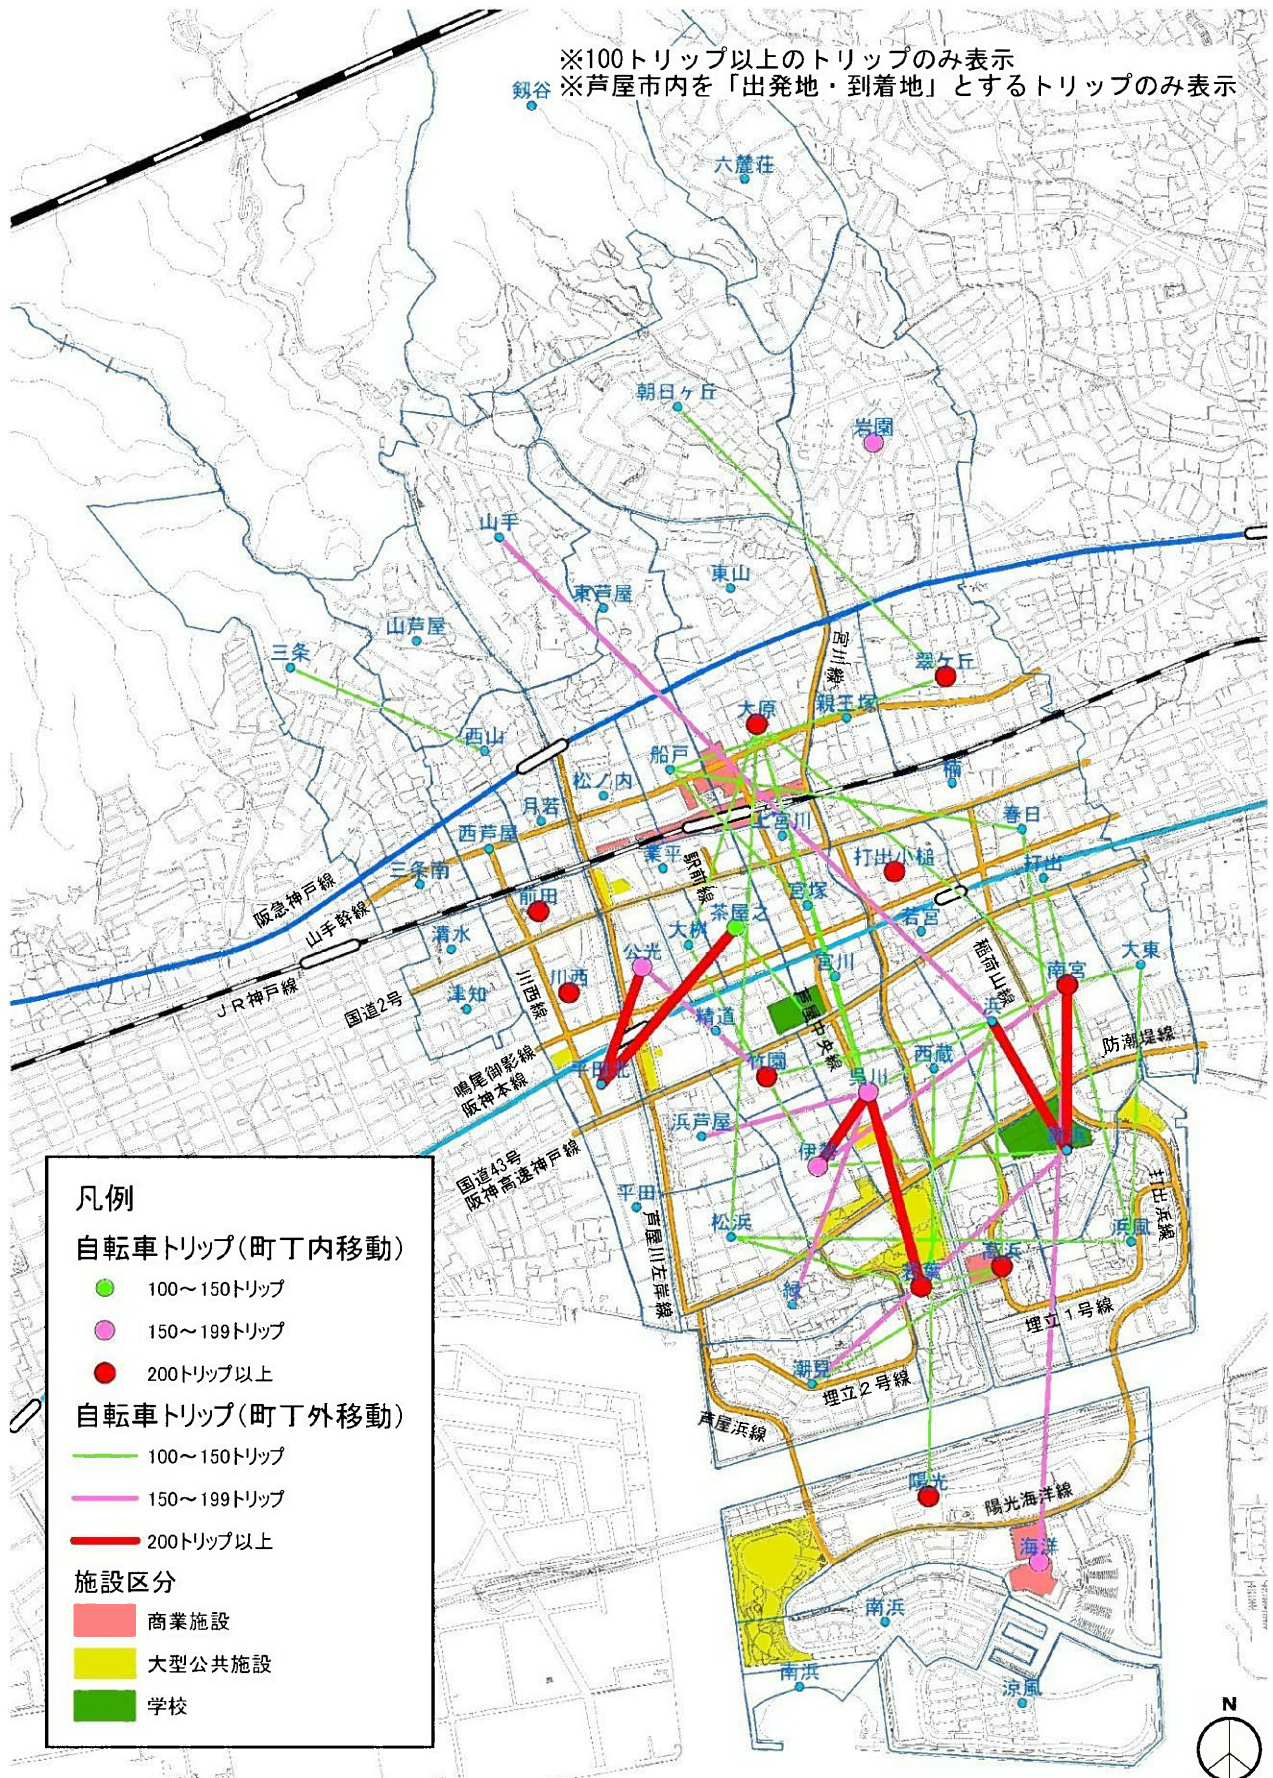 ※100トリップ以上のトリップのみ表示
※芦屋市内を「出発地・到着地」とするトリップのみ表示
剱谷
六麓荘
朝日ヶ丘
岩園
山手
東山
東芦屋
山芦屋
三条
宮川線
翠ケ丘
親王塚
大原
西山
船戸
松ノ内
楠
月若
上宮川
春日
西芦屋
業平
駅前線
打出小槌
打出
三条南
阪急神戸線
山手幹線
前田
宮塚
茶屋之
若宮
清水
大桝
公光
宮川
稲荷山線
大東
南宮
JR神戸線
国道2号
津知
川西線
川西
精道
芦屋中央線
浜
防潮堤線
鳴尾御影線
阪神本線
平田北
竹園
呉川
西蔵
浜芦屋
国道43号
阪神高速神戸線
伊勢
新浜
打出浜線
平田
芦屋川左岸線
松浜
浜風
高浜
若葉
緑
埋立1号線
潮見
埋立2号線
芦屋浜線
陽光
陽光海洋線
海洋
南浜
南浜
涼風
凡例
自転車トリップ(町丁内移動)
100～150トリップ
150～199トリップ
200トリップ以上
自転車トリップ(町丁外移動)
100～150トリップ
150～199トリップ
200トリップ以上
施設区分
商業施設
大型公共施設
学校
N